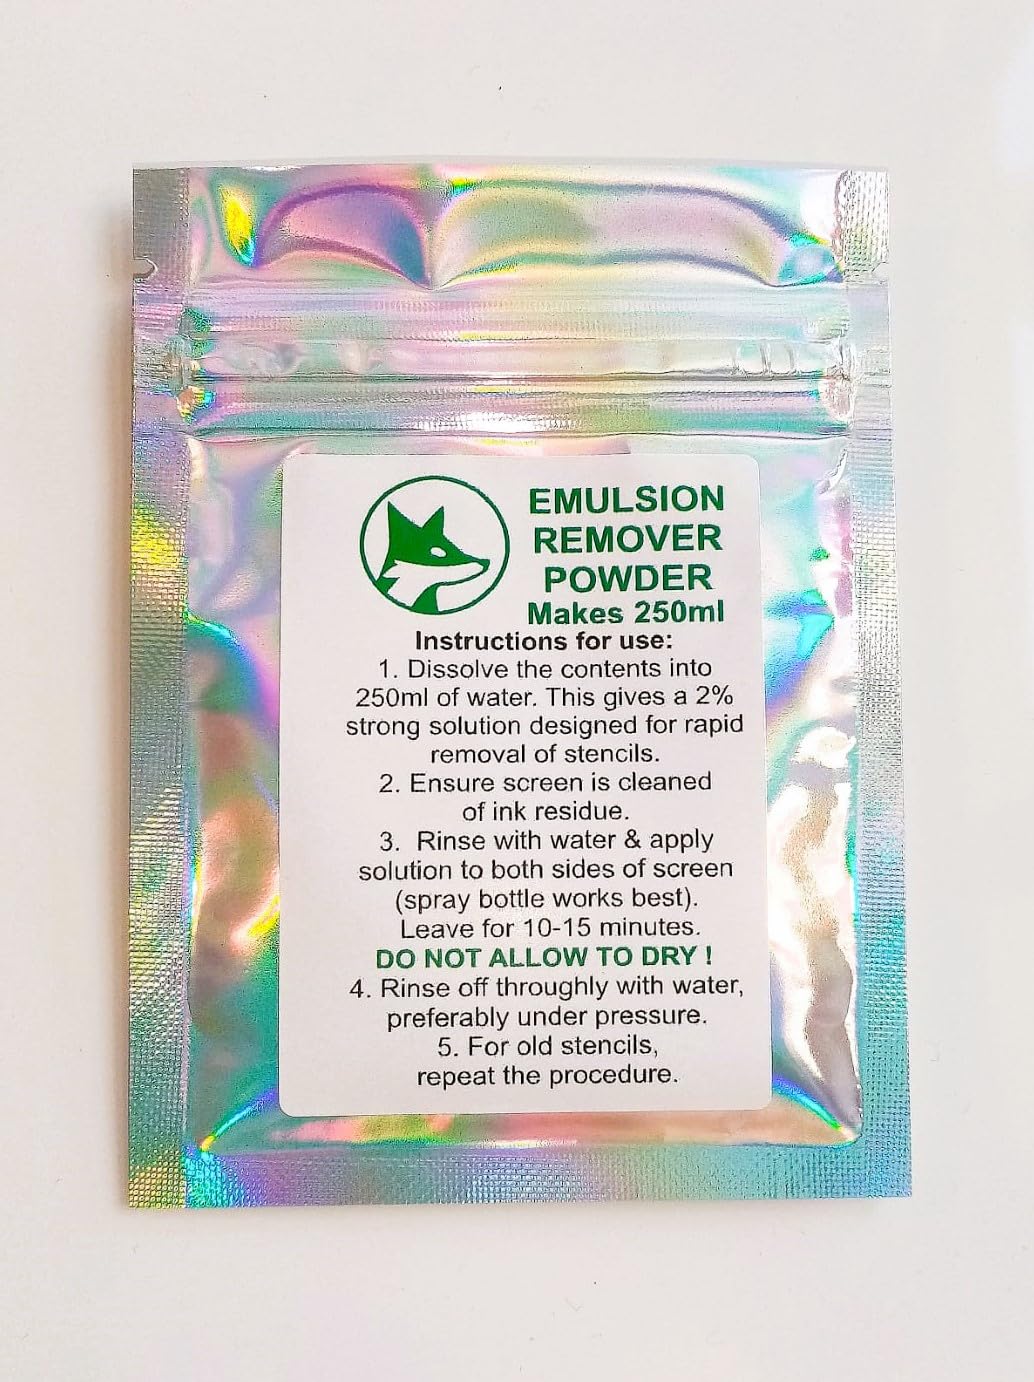 EMULSION
REMOVER
POWDER
Makes 250ml
Instructions for use:
1. Dissolve the contents into
250ml of water. This gives a 2%
strong solution designed for rapid
removal of stencils.
2. Ensure screen is cleaned
of ink residue.
3. Rinse with water & apply
solution to both sides of screen
(spray bottle works best).
Leave for 10-15 minutes.
DO NOT ALLOW TO DRY !
4. Rinse off throughly with water,
preferably under pressure.
5. For old stencils,
repeat the procedure.